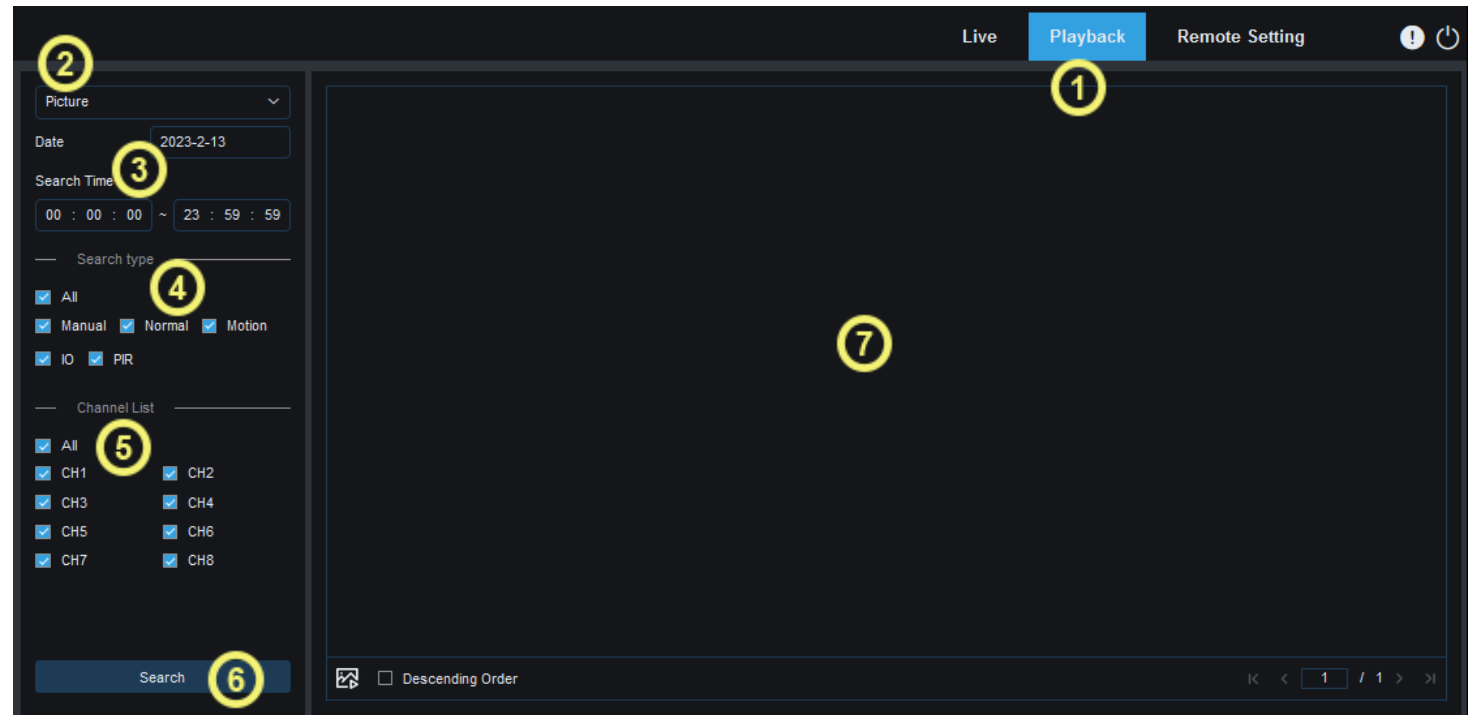 Live Playback Remote Setting
2
1
Picture
Date 2023-2-13
3
Search Time
00 : 00 : 00 ~ 23 : 59 : 59
Search type
4
All
Manual Normal Motion
IO PIR
7
Channel List
All
5
CH1 CH2
CH3 CH4
CH5 CH6
CH7 CH8
Search
6
Descending Order
1 / 1